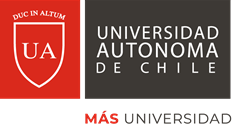 DUC IN ALTUM
UA
UNIVERSIDAD
AUTONOMA
DE CHILE
MÁS UNIVERSIDAD